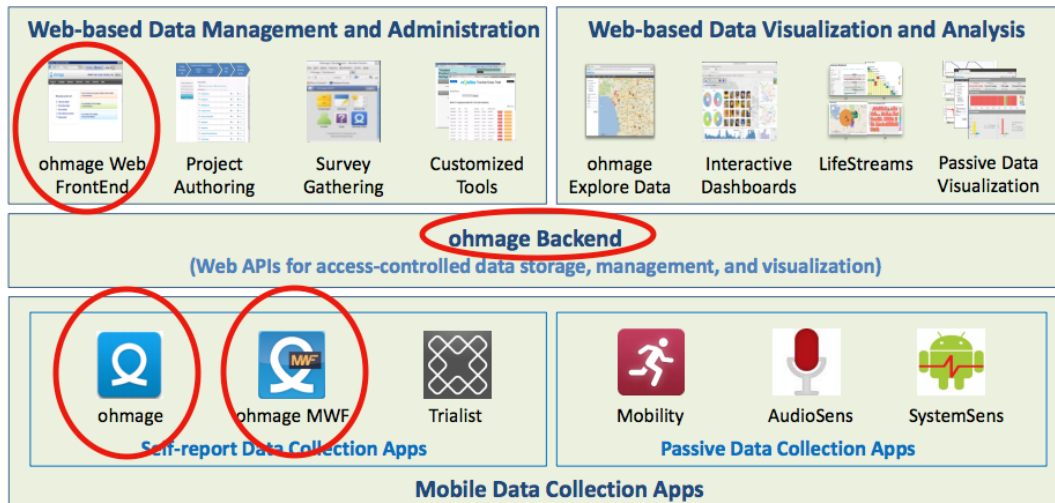 Web-based Data Management and Administration
ohmage Web
FrontEnd
Project
Authoring
Survey
Gathering
Customized
Tools
Web-based Data Visualization and Analysis
ohmage
Explore Data
Interactive
Dashboards
LifeStreams
Passive Data
Visualization
ohmage Backend
(Web APIs for access-controlled data storage, management, and visualization)
MWF
ohmage
ohmage MWF
Trialist
Self-report Data Collection Apps
Mobility
AudioSens
SystemSens
Passive Data Collection Apps
Mobile Data Collection Apps